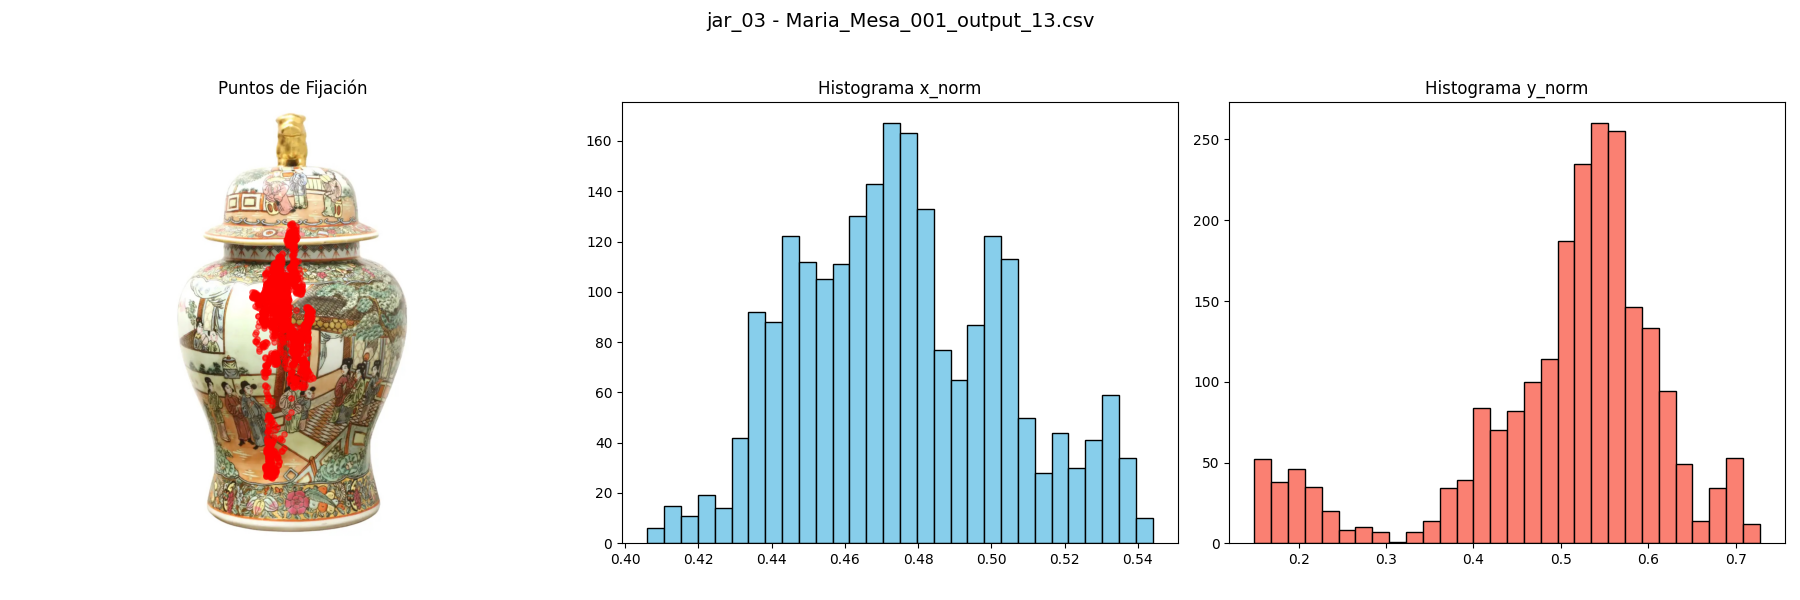 jar_03 - Maria_Mesa_001_output_13.csv
Puntos de Fijación
Histograma x_norm
160
140
120
100
80
60
40
20
0
0.40 0.42 0.44 0.46 0.48 0.50 0.52 0.54
Histograma y_norm
250
200
150
100
50
0
0.2 0.3 0.4 0.5 0.6 0.7